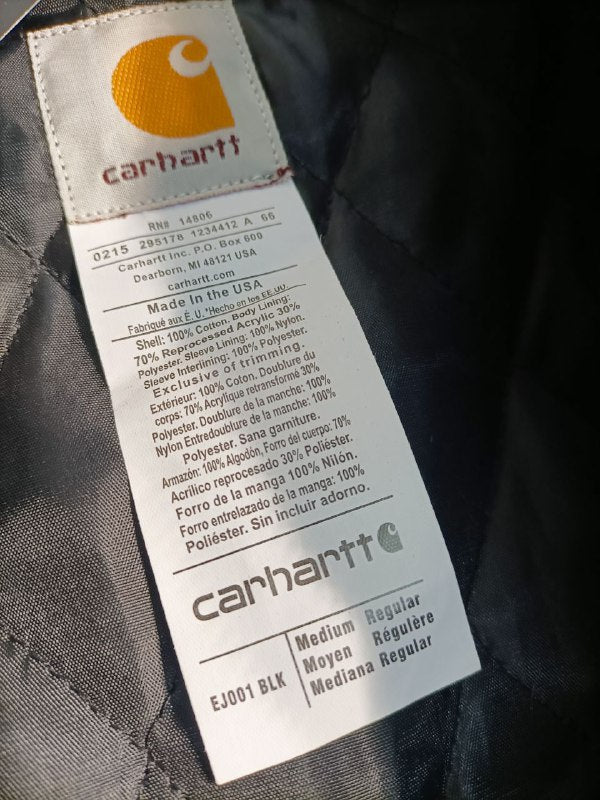 carhartt
RN# 14806
0215 295178 1234412 A 66
Carhartt Inc. P.O. Box 600
Dearborn, MI 48121 USA
carhartt.com
Made In the USA
Fabriqué aux É. U. *Hecho en los EE.UU.
Shell: 100% Cotton. Body Lining:
70% Reprocessed Acrylic 30%
Polyester. Sleeve Lining: 100% Nylon.
Sleeve Interlining: 100% Polyester.
Exclusive of trimming.
Extérieur: 100% Coton. Doublure du
corps: 70% Acrylique retransformé 30%
Polyester. Doublure de la manche: 100%
Nylon Entredoublure de la manche: 100%
Polyester. Sana garniture.
Armazón: 100% Algodón, Forro del cuerpo: 70%
Acrilico reprocesado 30% Poliéster.
Forro de la manga 100% Nilón.
Forro entrelazado de la manga: 100%
Poliéster. Sin incluir adorno.
carhartt
EJ001 BLK
Medium Regular
Moyen Régulère
Mediana Regular